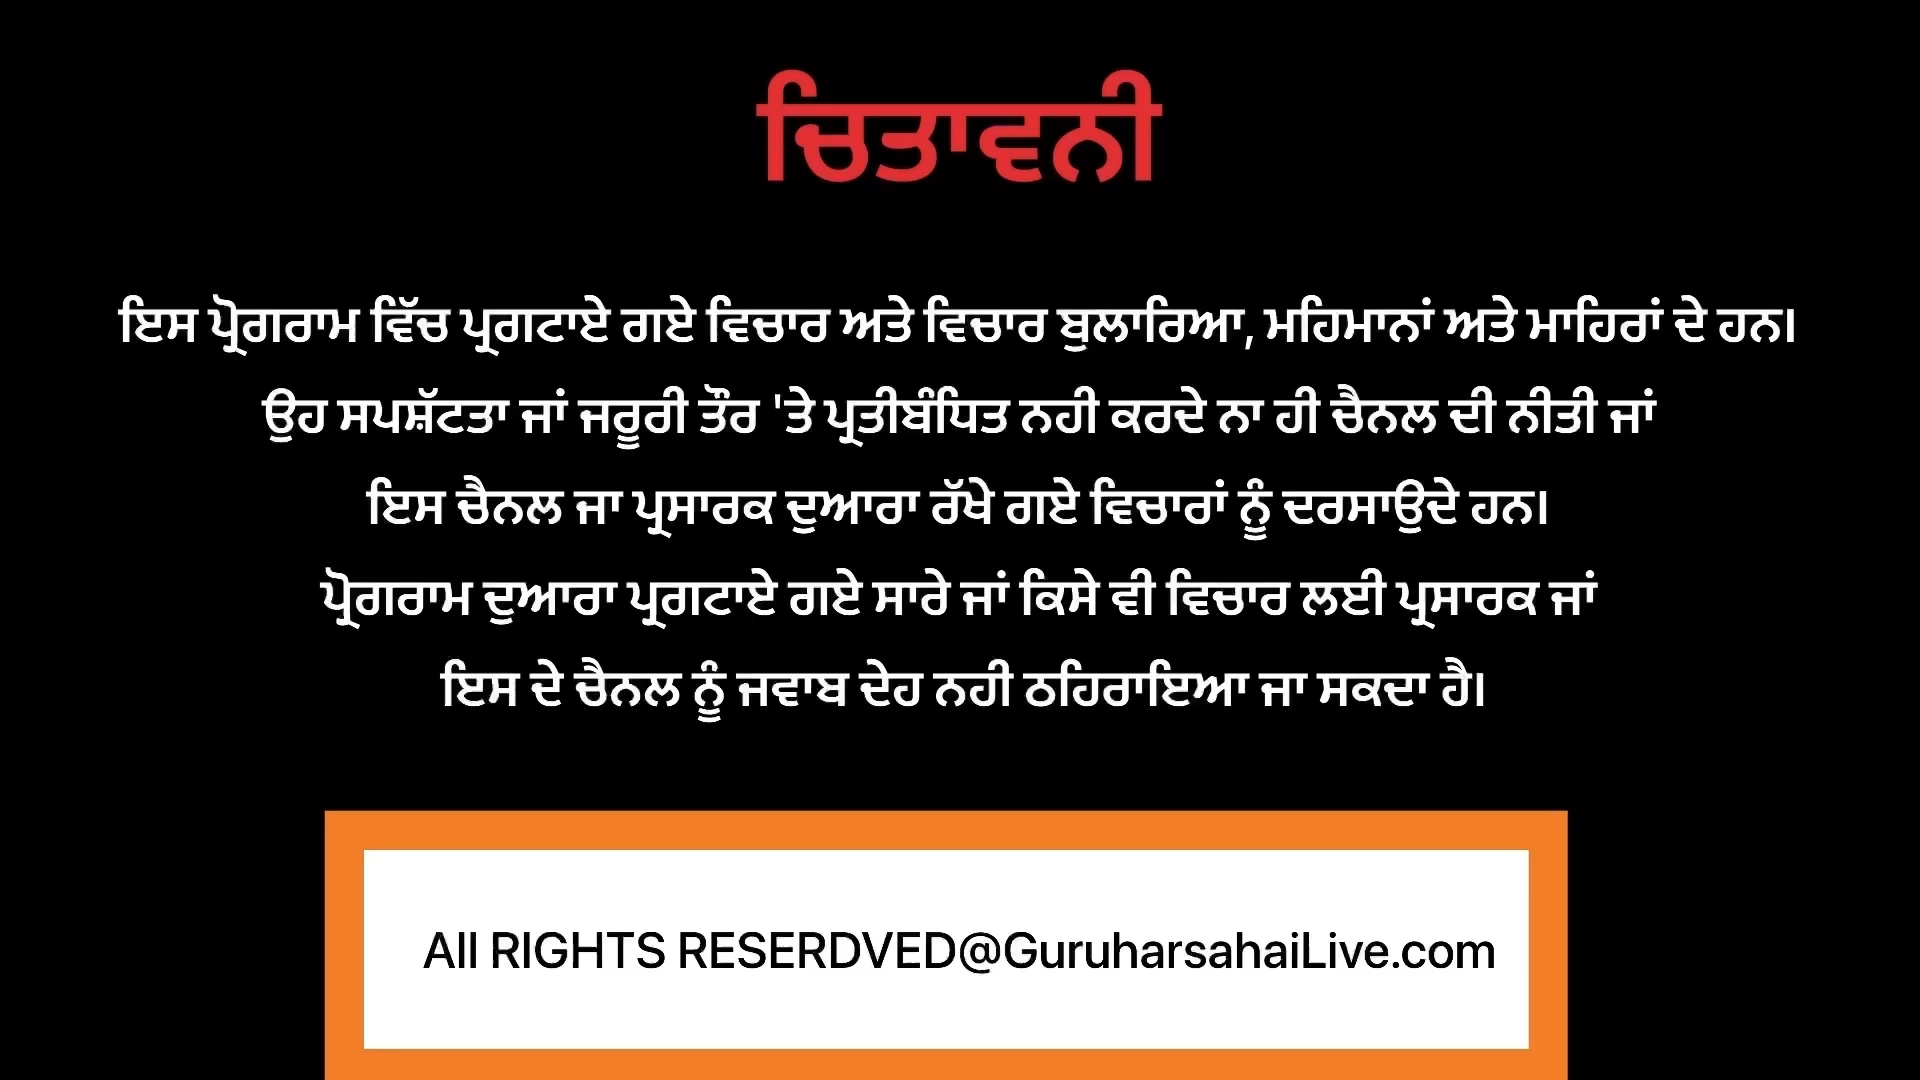 ਚਿਤਾਵਨੀ
ਇਸ ਪ੍ਰੋਗਰਾਮ ਵਿੱਚ ਪ੍ਰਗਟਾਏ ਗਏ ਵਿਚਾਰ ਅਤੇ ਵਿਚਾਰ ਬੁਲਾਰਿਆ, ਮਹਿਮਾਨਾਂ ਅਤੇ ਮਾਹਿਰਾਂ ਦੇ ਹਨ।
ਉਹ ਸਪਸ਼ੱਟਤਾ ਜਾਂ ਜਰੂਰੀ ਤੌਰ 'ਤੇ ਪ੍ਰਤੀਬੰਧਿਤ ਨਹੀ ਕਰਦੇ ਨਾ ਹੀ ਚੈਨਲ ਦੀ ਨੀਤੀ ਜਾਂ
ਇਸ ਚੈਨਲ ਜਾ ਪ੍ਰਸਾਰਕ ਦੁਆਰਾ ਰੱਖੇ ਗਏ ਵਿਚਾਰਾਂ ਨੂੰ ਦਰਸਾਉਦੇ ਹਨ।
ਪ੍ਰੋਗਰਾਮ ਦੁਆਰਾ ਪ੍ਰਗਟਾਏ ਗਏ ਸਾਰੇ ਜਾਂ ਕਿਸੇ ਵੀ ਵਿਚਾਰ ਲਈ ਪ੍ਰਸਾਰਕ ਜਾਂ
ਇਸ ਦੇ ਚੈਨਲ ਨੂੰ ਜਵਾਬ ਦੇਹ ਨਹੀ ਠਹਿਰਾਇਆ ਜਾ ਸਕਦਾ ਹੈ।
All RIGHTS RESERDVED@GuruharsahaiLive.com